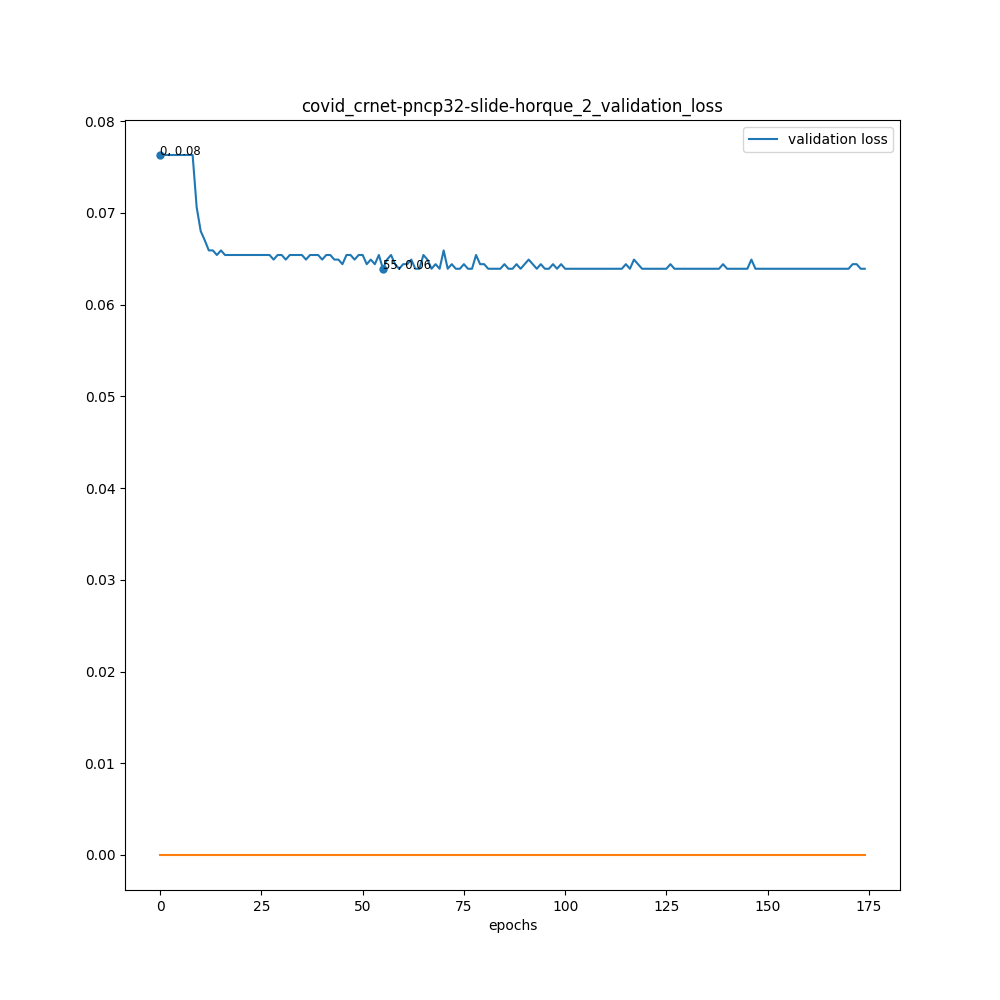 covid_crnet-pncp32-slide-horque_2_validation_loss
0.08
validation loss
0, 0.08
0.07
55, 0.06
0.06
0.05
0.04
0.03
0.02
0.01
0.00
0 25 50 75 100 125 150 175
epochs